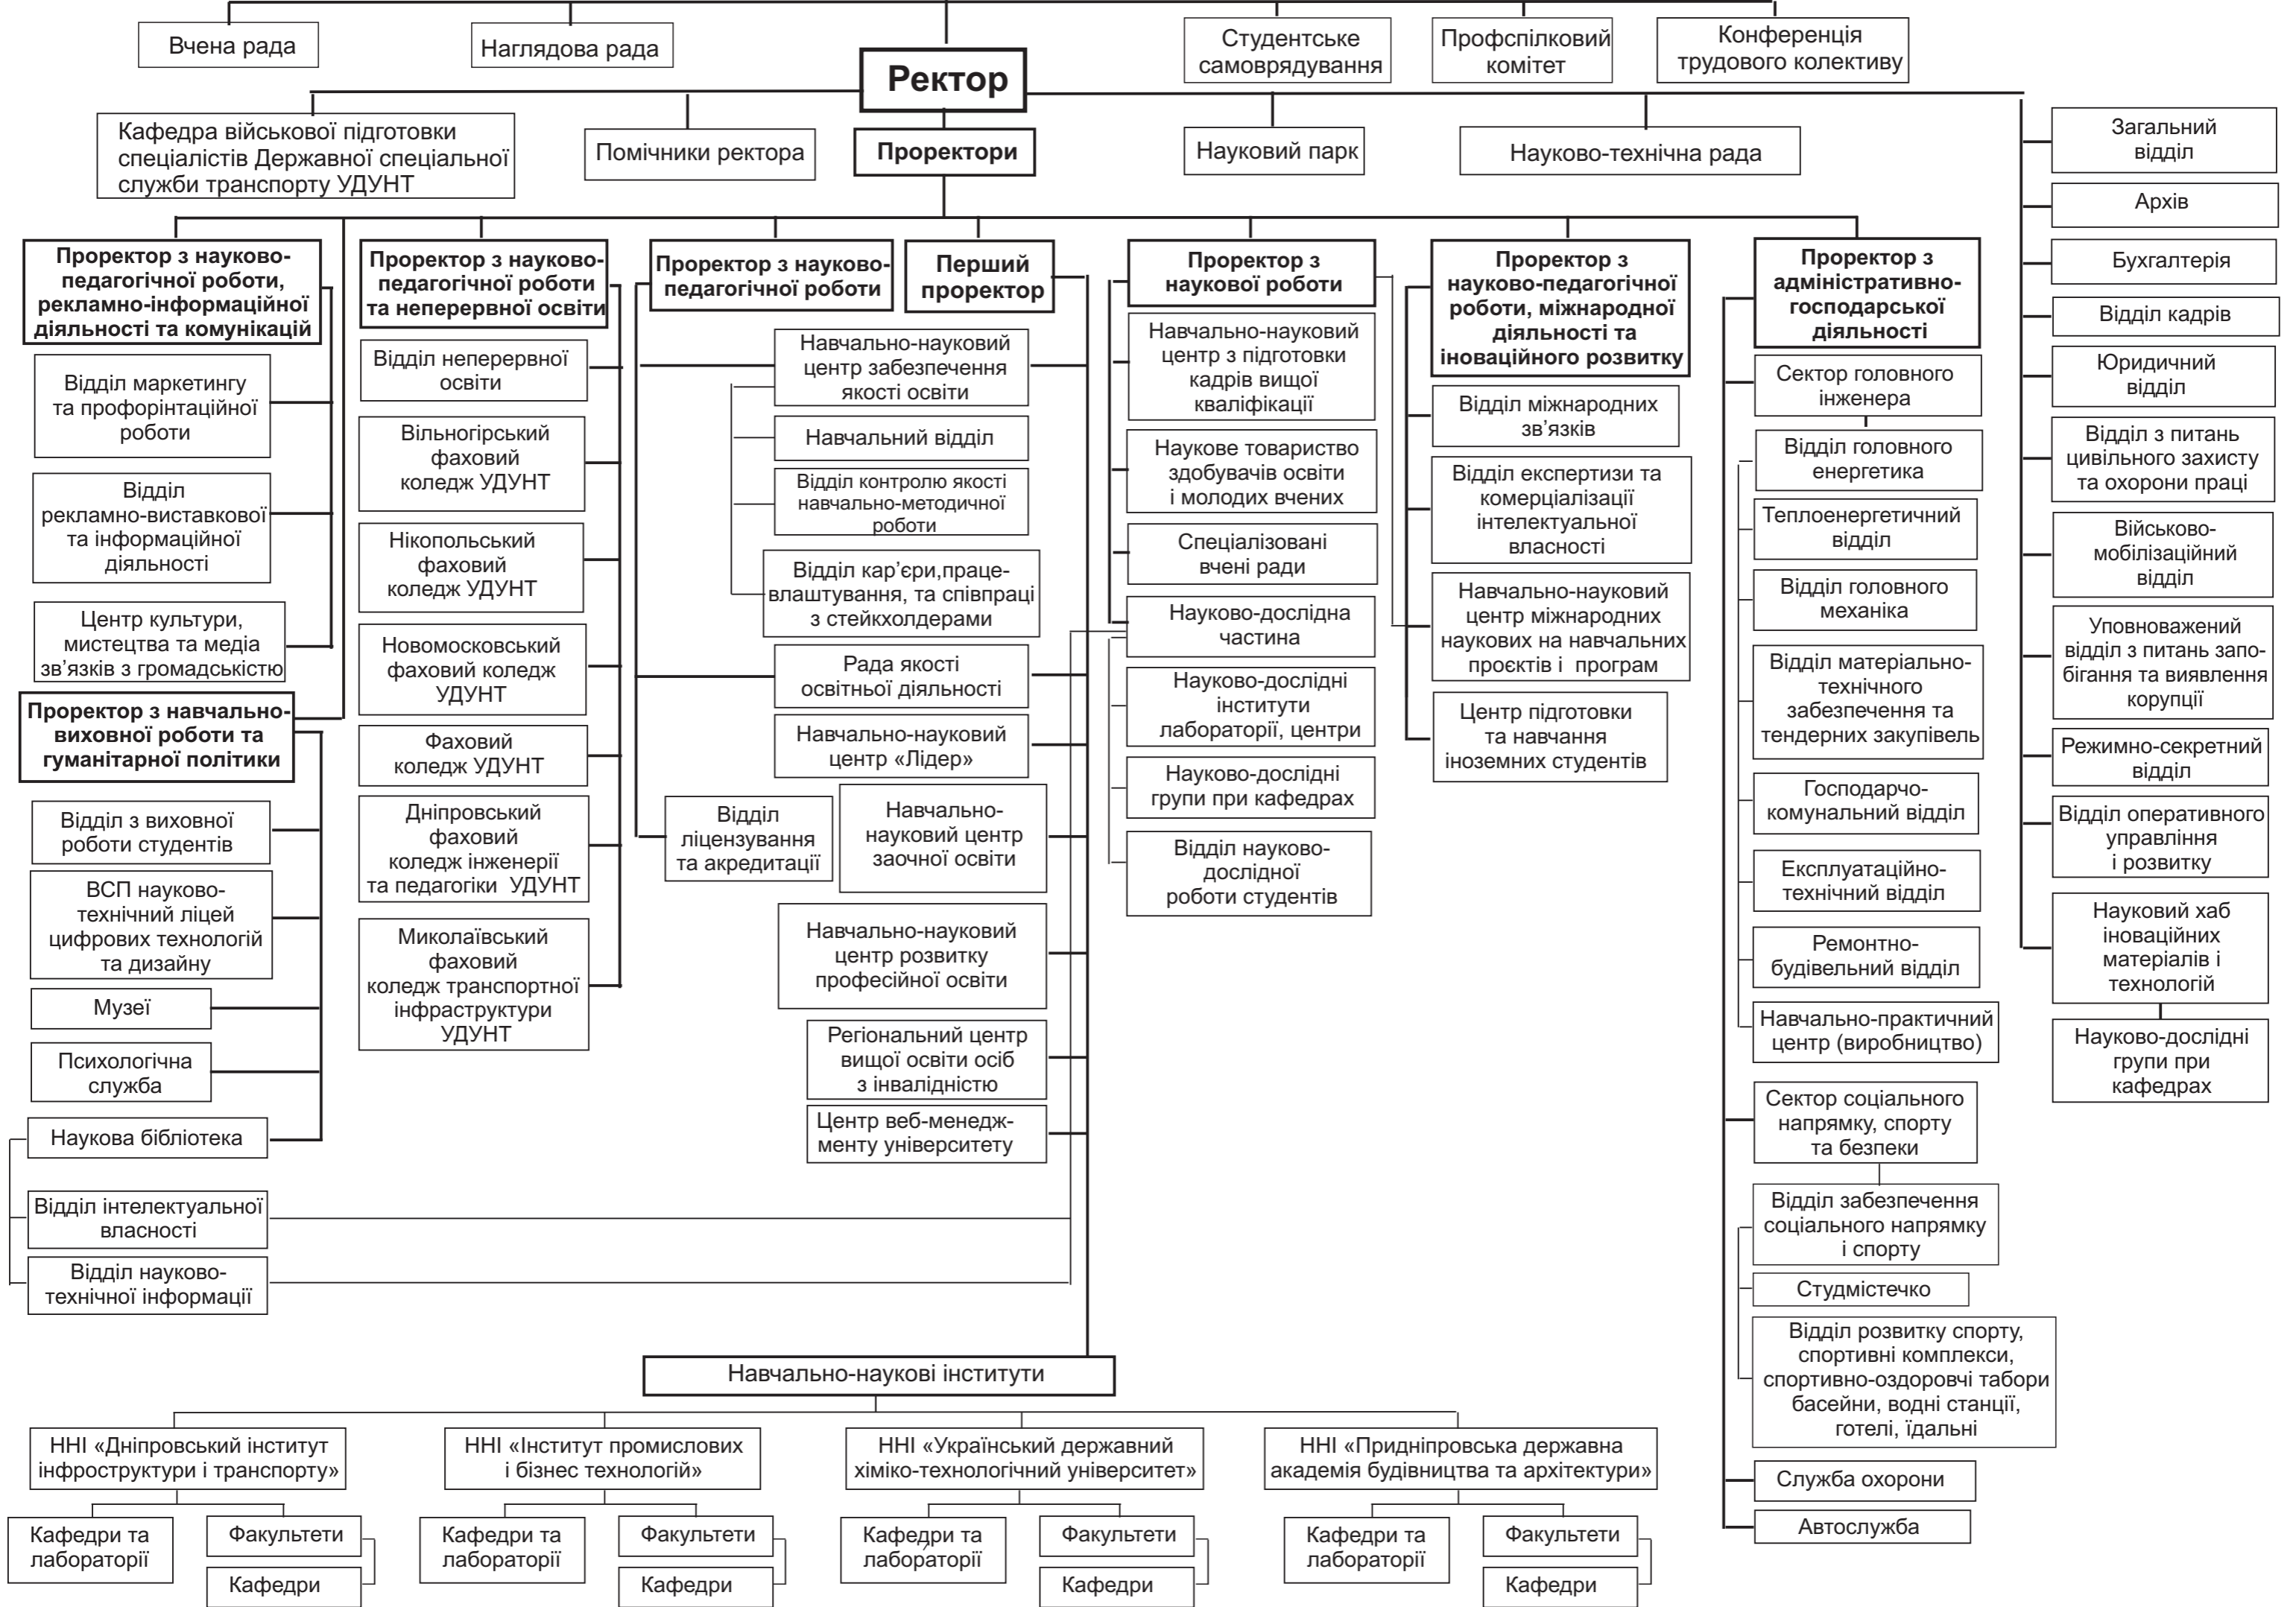 Вчена рада
Наглядова рада
Ректор
Студентське
самоврядування
Профспілковий
комітет
Конференція
трудового колективу
Кафедра військової підготовки
спеціалістів Державної спеціальної
служби транспорту УДУНТ
Помічники ректора
Проректори
Науковий парк
Науково-технічна рада
Проректор з науково-
педагогічної роботи,
рекламно-інформаційної
діяльності та комунікацій
Відділ маркетингу
та профорінтаційної
роботи
Відділ
рекламно-виставкової
та інформаційної
діяльності
Центр культури,
мистецтва та медіа
зв'язків з громадськістю
Проректор з навчально-
виховної роботи та
гуманітарної політики
Відділ з виховної
роботи студентів
ВСП науково-
технічний ліцей
цифрових технологій
та дизайну
Музеї
Психологічна
служба
Наукова бібліотека
Відділ інтелектуальної
власності
Відділ науково-
технічної інформації
Проректор з науково-
педагогічної роботи
та неперервної освіти
Відділ неперервної
освіти
Вільногірський
фаховий
коледж УДУНТ
Нікопольський
фаховий
коледж УДУНТ
Новомосковський
фаховий коледж
УДУНТ
Фаховий
коледж УДУНТ
Дніпровський
фаховий
коледж інженерії
та педагогіки УДУНТ
Миколаївський
фаховий
коледж транспортної
інфраструктури
УДУНТ
Проректор з науково-
педагогічної роботи
Перший
проректор
Навчально-науковий
центр забезпечення
якості освіти
Навчальний відділ
Відділ контролю якості
навчально-методичної
роботи
Відділ кар'єри,праце-
влаштування, та співпраці
з стейкхолдерами
Рада якості
освітньої діяльності
Навчально-науковий
центр «Лідер»
Відділ
ліцензування
та акредитації
Навчально-
науковий центр
заочної освіти
Навчально-науковий
центр розвитку
професійної освіти
Регіональний центр
вищої освіти осіб
з інвалідністю
Центр веб-менедж-
менту університету
Проректор з
наукової роботи
Навчально-науковий
центр з підготовки
кадрів вищої
кваліфікації
Наукове товариство
здобувачів освіти
і молодих вчених
Спеціалізовані
вчені ради
Науково-дослідна
частина
Науково-дослідні
інститути
лабораторії, центри
Науково-дослідні
групи при кафедрах
Відділ науково-
дослідної
роботи студентів
Проректор з
науково-педагогічної
роботи, міжнародної
діяльності та
іноваційного розвитку
Відділ міжнародних
зв'язків
Відділ експертизи та
комерціалізації
інтелектуальної
власності
Навчально-науковий
центр міжнародних
наукових на навчальних
проєктів і програм
Центр підготовки
та навчання
іноземних студентів
Проректор з
адміністративно-
господарської
діяльності
Сектор головного
інженера
Відділ головного
енергетика
Теплоенергетичний
відділ
Відділ головного
механіка
Відділ матеріально-
технічного
забезпечення та
тендерних закупівель
Господарчо-
комунальний відділ
Експлуатаційно-
технічний відділ
Ремонтно-
будівельний відділ
Навчально-практичний
центр (виробництво)
Сектор соціального
напрямку, спорту
та безпеки
Відділ забезпечення
соціального напрямку
і спорту
Студмістечко
Відділ розвитку спорту,
спортивні комплекси,
спортивно-оздоровчі табори
басейни, водні станції,
готелі, їдальні
Служба охорони
Автослужба
Загальний
відділ
Архів
Бухгалтерія
Відділ кадрів
Юридичний
відділ
Відділ з питань
цивільного захисту
та охорони праці
Військово-
мобілізаційний
відділ
Уповноважений
відділ з питань запо-
бігання та виявлення
корупції
Режимно-секретний
відділ
Відділ оперативного
управління
і розвитку
Науковий хаб
іноваційних
матеріалів і
технологій
Науково-дослідні
групи при
кафедрах
Навчально-наукові інститути
ННІ «Дніпровський інститут
інфроструктури і транспорту»
Кафедри та
лабораторії
Факультети
Кафедри
ННІ «Інститут промислових
і бізнес технологій»
Кафедри та
лабораторії
Факультети
Кафедри
ННІ «Український державний
хіміко-технологічний університет»
Кафедри та
лабораторії
Факультети
Кафедри
ННІ «Придніпровська державна
академія будівництва та архітектури»
Кафедри та
лабораторії
Факультети
Кафедри